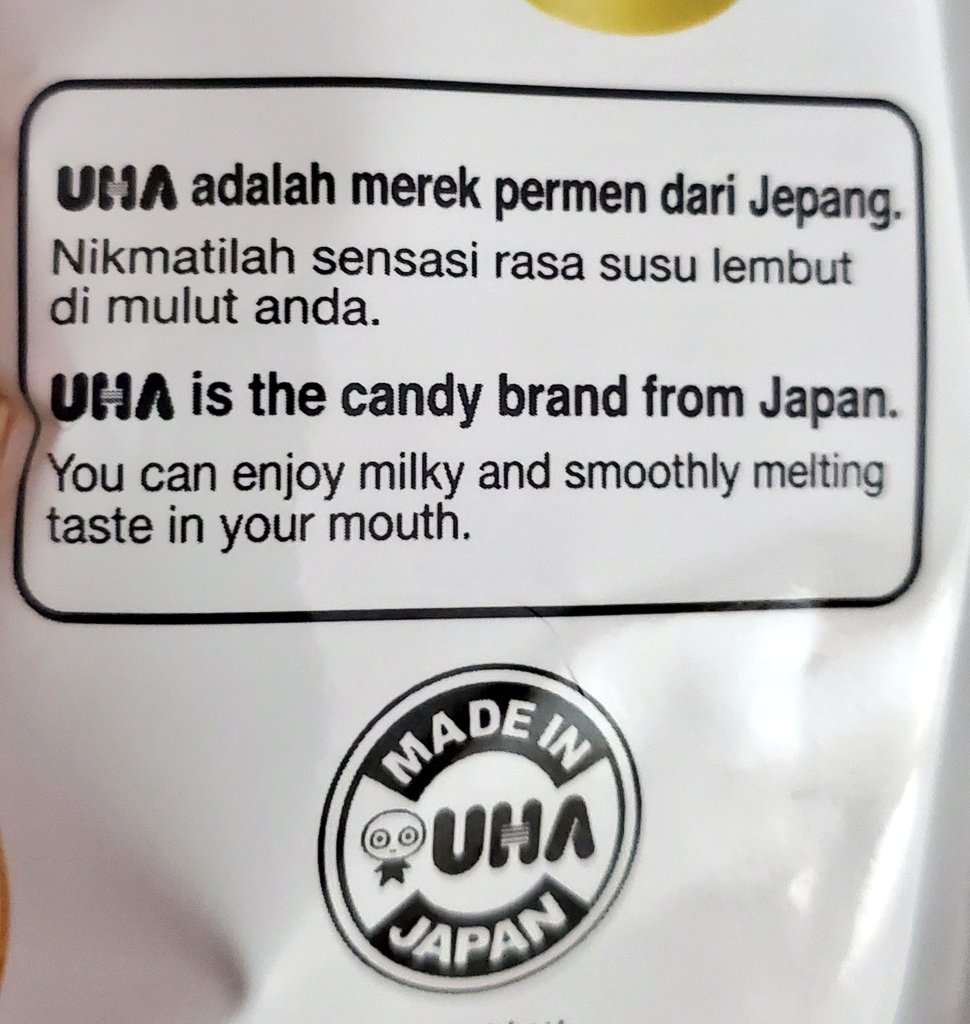 UHA adalah merek permen dari Jepang.
Nikmatilah sensasi rasa susu lembut
di mulut anda.
UHA is the candy brand from Japan.
You can enjoy milky and smoothly melting
taste in your mouth.
MADE IN
UHA
JAPAN